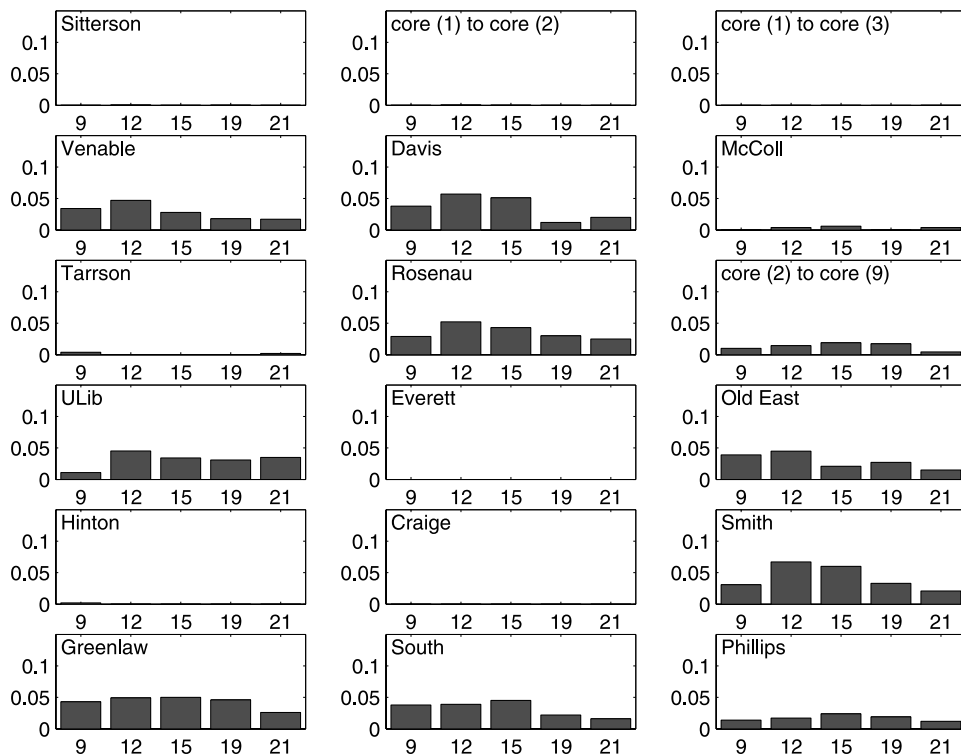 Sitterson core (1) to core (2) core (1) to core (3)
0.1 0.1 0.1
0.05 0.05 0.05
0 0 0
9 12 15 19 21 9 12 15 19 21 9 12 15 19 21
Venable Davis McColl
0.1 0.1 0.1
0.05 0.05 0.05
0 0 0
9 12 15 19 21 9 12 15 19 21 9 12 15 19 21
Tarrson Rosenau core (2) to core (9)
0.1 0.1 0.1
0.05 0.05 0.05
0 0 0
9 12 15 19 21 9 12 15 19 21 9 12 15 19 21
ULib Everett Old East
0.1 0.1 0.1
0.05 0.05 0.05
0 0 0
9 12 15 19 21 9 12 15 19 21 9 12 15 19 21
Hinton Craige Smith
0.1 0.1 0.1
0.05 0.05 0.05
0 0 0
9 12 15 19 21 9 12 15 19 21 9 12 15 19 21
Greenlaw South Phillips
0.1 0.1 0.1
0.05 0.05 0.05
0 0 0
9 12 15 19 21 9 12 15 19 21 9 12 15 19 21